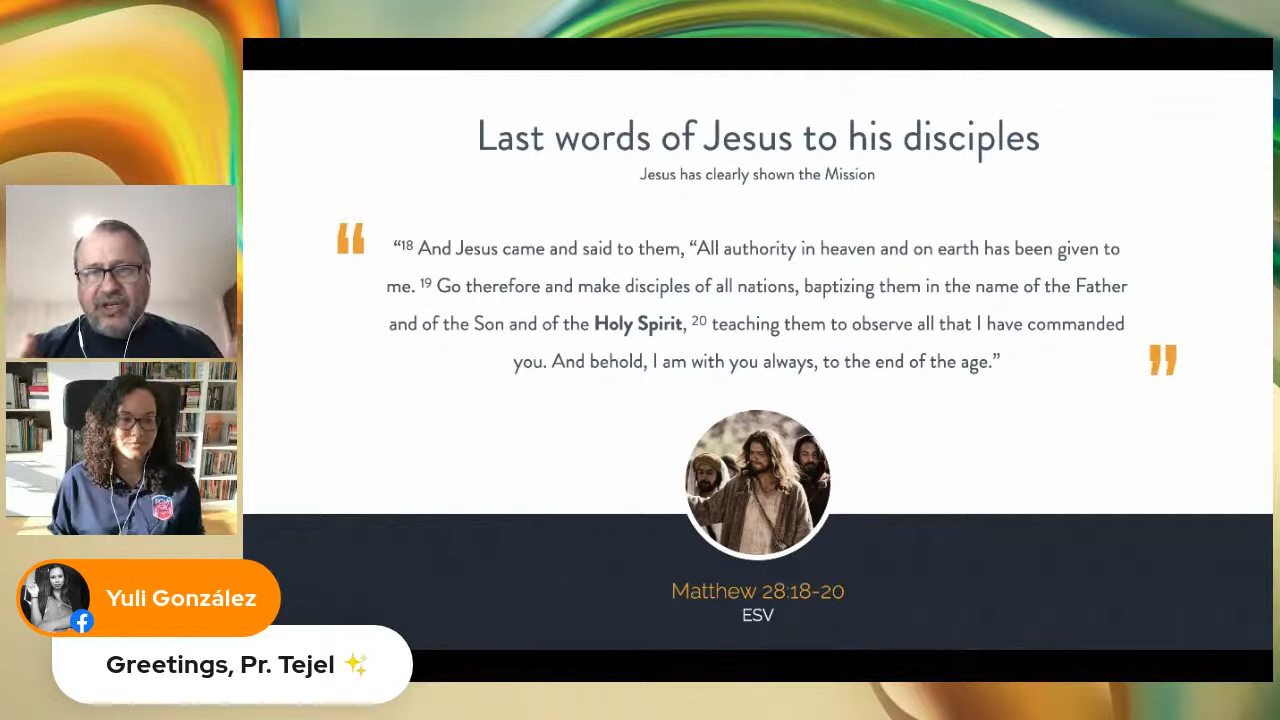 Last words of Jesus to his disciples
Jesus has clearly shown the Mission
“
“18 And Jesus came and said to them, “All authority in heaven and on earth has been given to
me. 19 Go therefore and make disciples of all nations, baptizing them in the name of the Father
and of the Son and of the Holy Spirit, 20 teaching them to observe all that I have commanded
you. And behold, I am with you always, to the end of the age.”
”
Matthew 28:18-20
ESV
Yuli González
Greetings, Pr. Tejel ✨